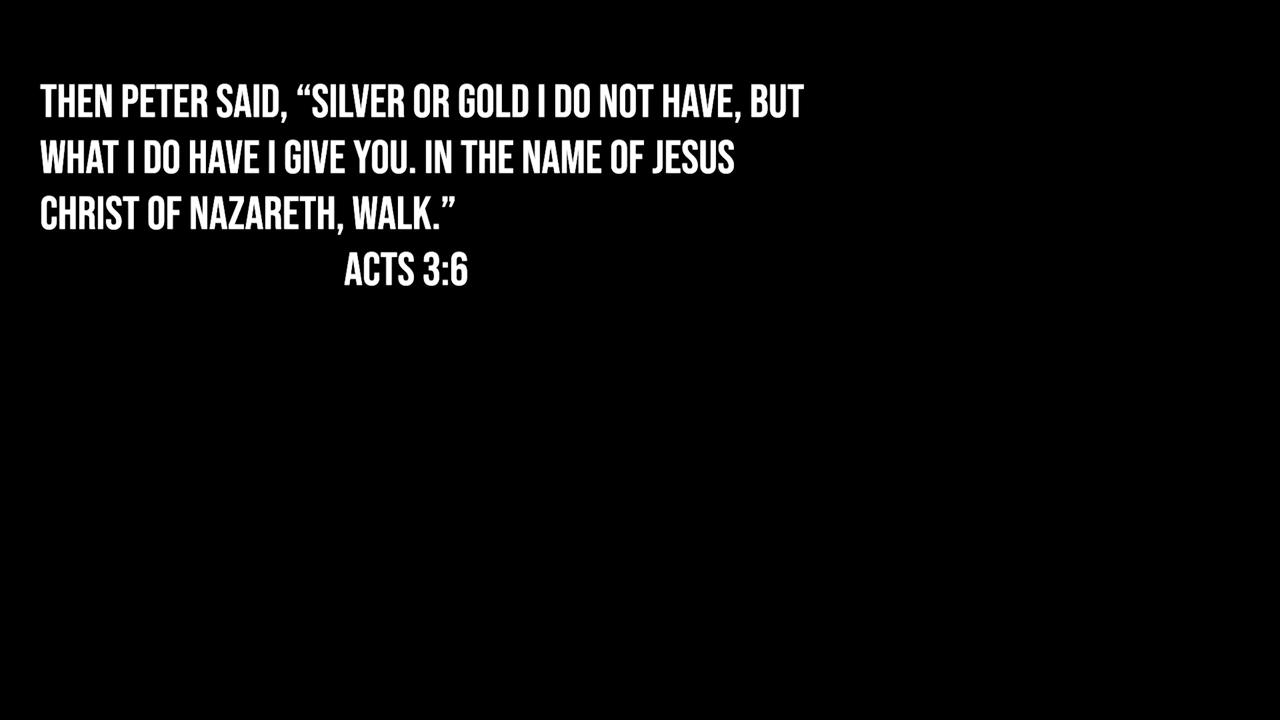 THEN PETER SAID, “SILVER OR GOLD I DO NOT HAVE, BUT
WHAT I DO HAVE I GIVE YOU. IN THE NAME OF JESUS
CHRIST OF NAZARETH, WALK.”
ACTS 3:6